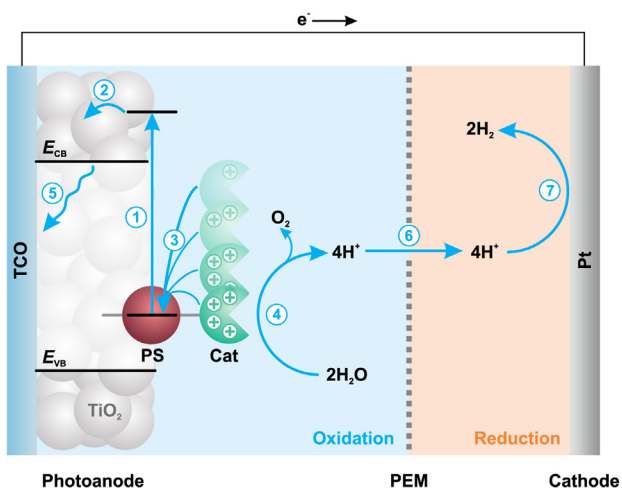 e⁻
2
E_CB
5
1
3
TCO
PS
Cat
E_VB
TiO₂
O₂
4H⁺
4
2H₂O
6
4H⁺
2H₂
7
Pt
+ +
+ +
+ + + +
+ + + +
Oxidation
Reduction
Photoanode
PEM
Cathode